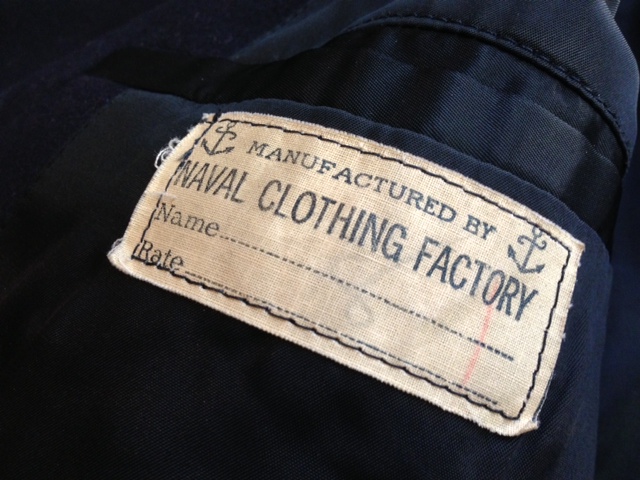 MANUFACTURED BY
NAVAL CLOTHING FACTORY
Name
Rate